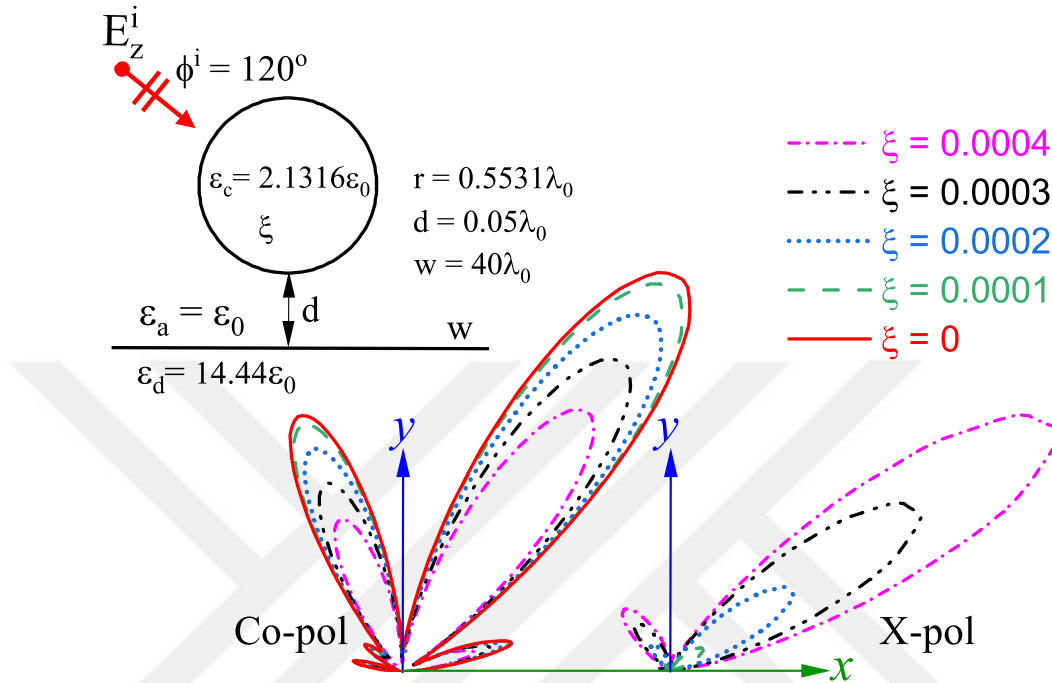 E_z^i
ϕ^i = 120°
ε_c = 2.1316ε_0
ξ
r = 0.5531λ_0
d = 0.05λ_0
w = 40λ_0
d
ε_a = ε_0
w
ε_d = 14.44ε_0
ξ = 0.0004
ξ = 0.0003
ξ = 0.0002
ξ = 0.0001
ξ = 0
y
y
Co-pol
X-pol
x